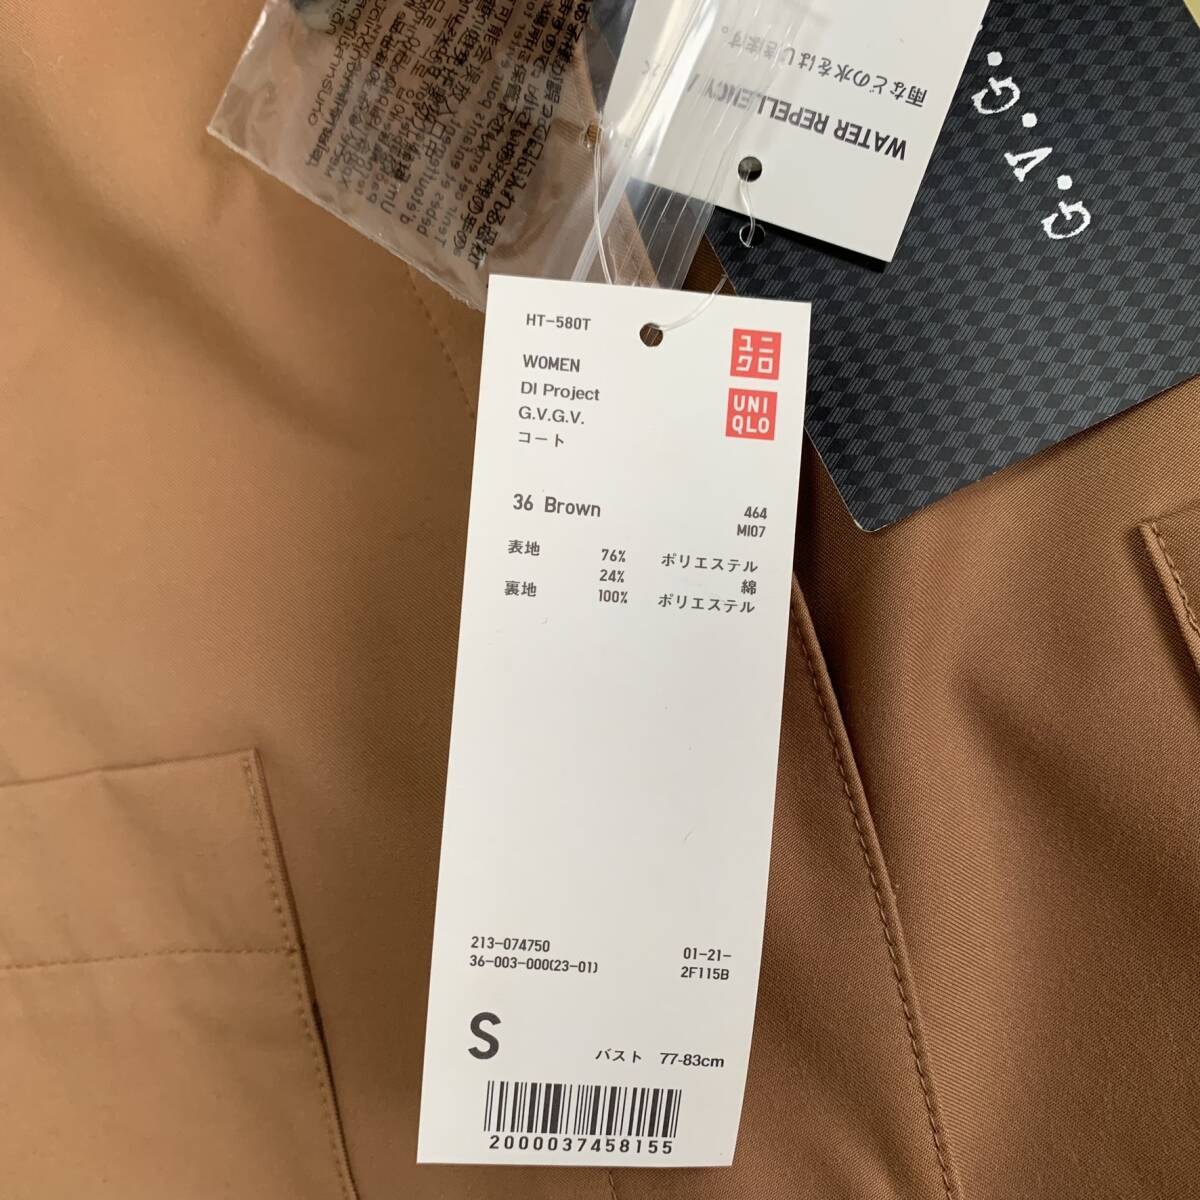 WATER REPELLENCY
雨などの水をはじきます。
G.V.G.
HT-580T
WOMEN
DI Project
G.V.G.V.
コート
ユニクロ
UNIQLO
36 Brown
464
MI07
表地 76% ポリエステル
24% 綿
裏地 100% ポリエステル
213-074750
36-003-000(23-01)
01-21-
2F115B
S
バスト 77-83cm
2000037458155